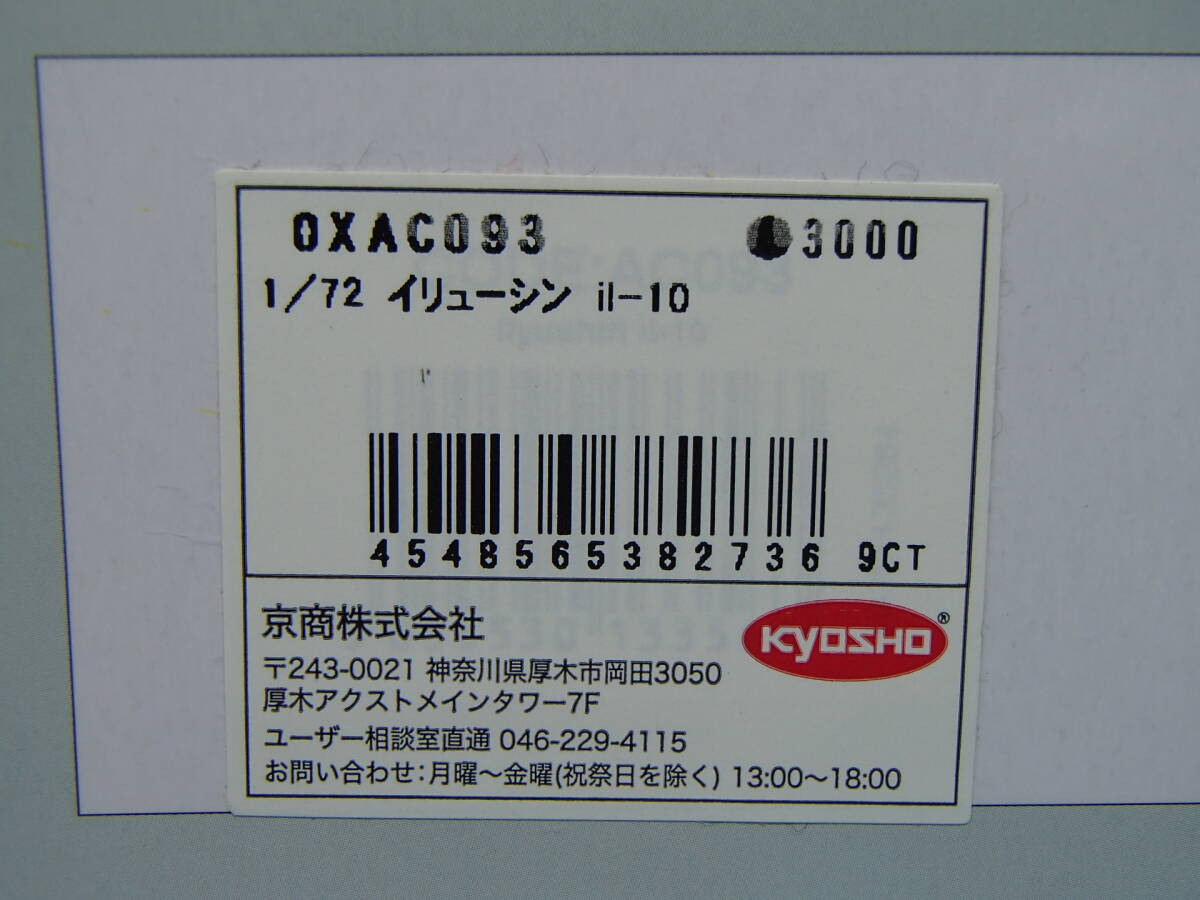 0XAC093 3000
1/72 イリューシン il-10
4548565382736 9CT
京商株式会社
KYOSHO®
〒243-0021 神奈川県厚木市岡田3050
厚木アクストメインタワー7F
ユーザー相談室直通 046-229-4115
お問い合わせ：月曜～金曜(祝祭日を除く) 13:00～18:00